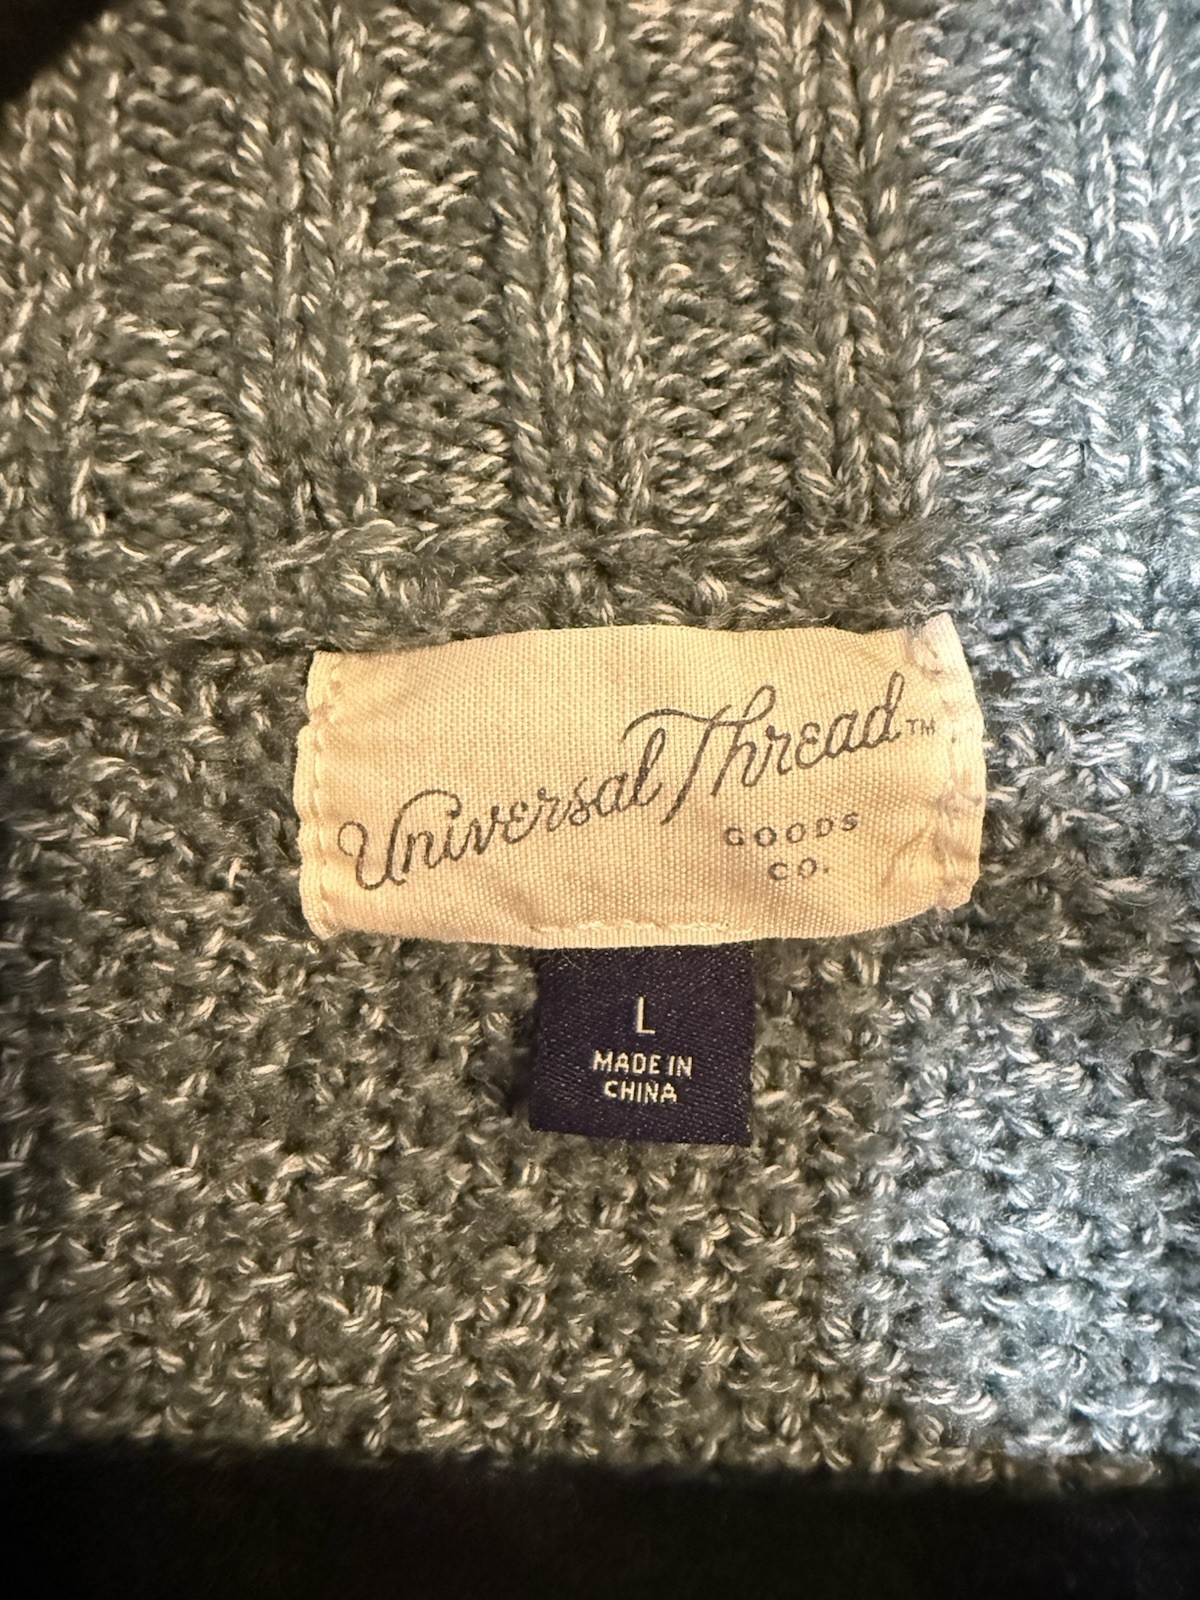 Universal Thread™
GOODS
CO.
L
MADE IN
CHINA